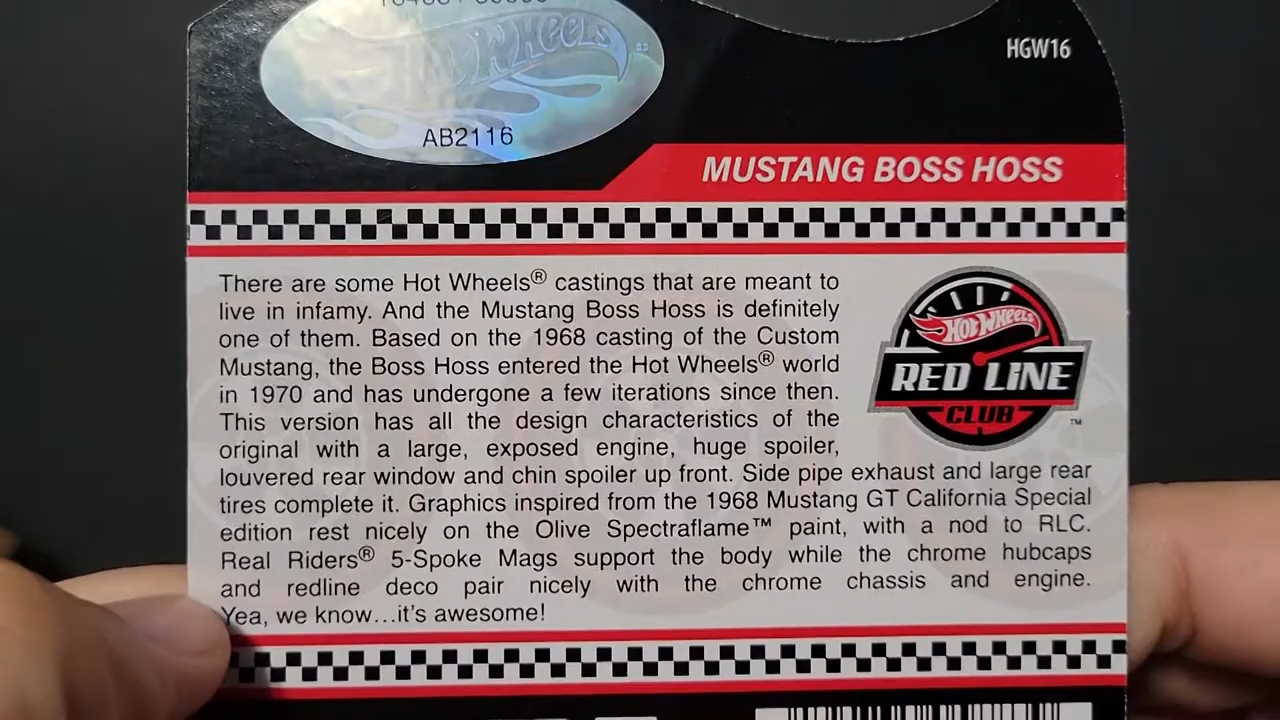 HOT WHEELS
HGW16
AB2116
MUSTANG BOSS HOSS
There are some Hot Wheels® castings that are meant to
live in infamy. And the Mustang Boss Hoss is definitely
one of them. Based on the 1968 casting of the Custom
Mustang, the Boss Hoss entered the Hot Wheels® world
in 1970 and has undergone a few iterations since then.
This version has all the design characteristics of the
original with a large, exposed engine, huge spoiler,
louvered rear window and chin spoiler up front. Side pipe exhaust and large rear
tires complete it. Graphics inspired from the 1968 Mustang GT California Special
edition rest nicely on the Olive Spectraflame™ paint, with a nod to RLC.
Real Riders® 5-Spoke Mags support the body while the chrome hubcaps
and redline deco pair nicely with the chrome chassis and engine.
Yea, we know...it's awesome!
HOT WHEELS
RED LINE
CLUB™